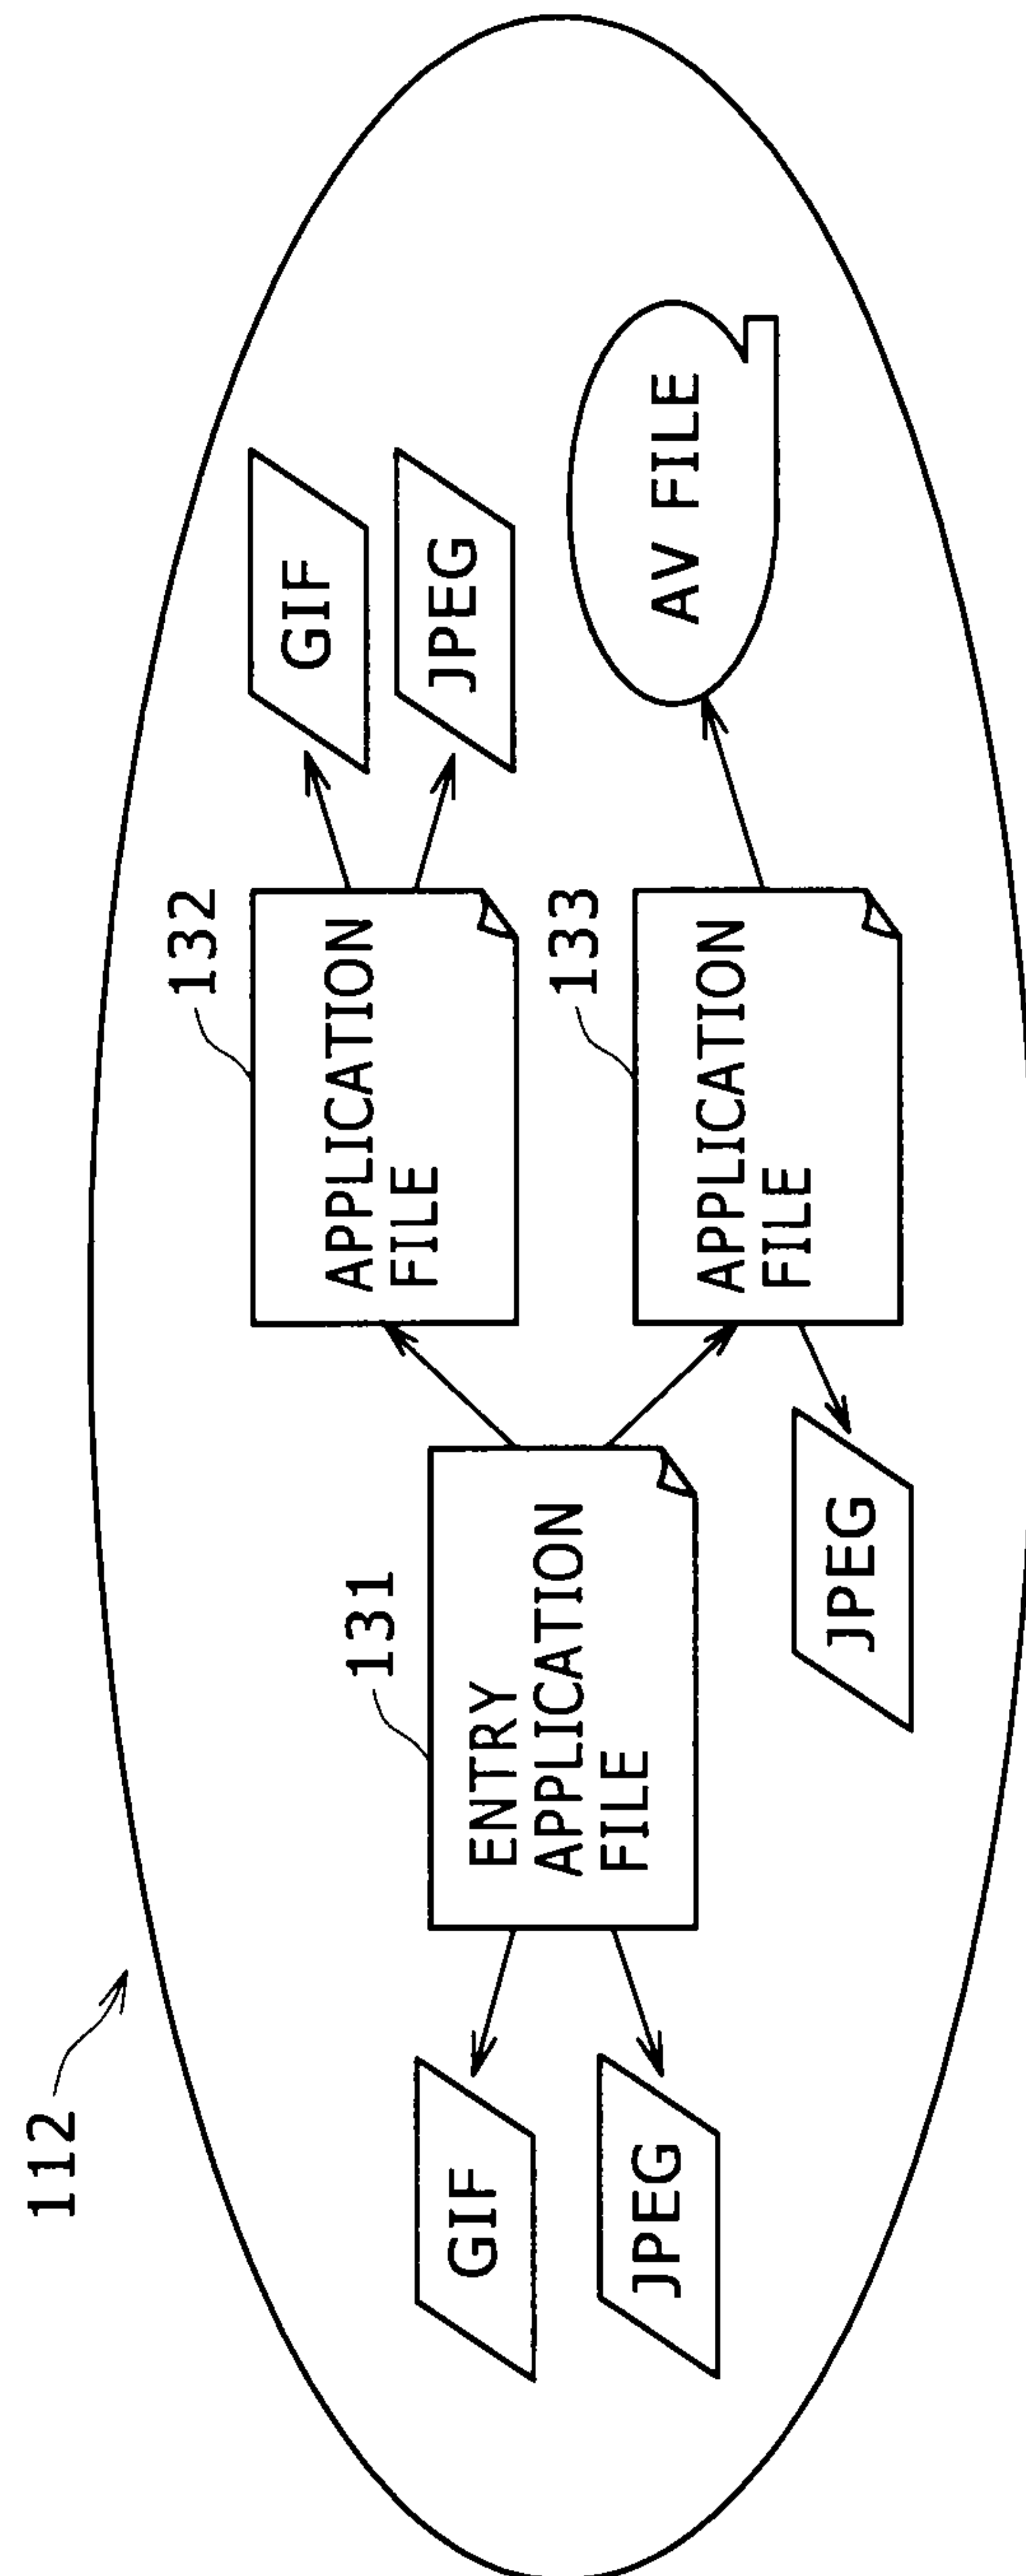 112
131
132
133
GIF
JPEG
ENTRY
APPLICATION
FILE
APPLICATION
FILE
GIF
JPEG
APPLICATION
FILE
JPEG
AV FILE